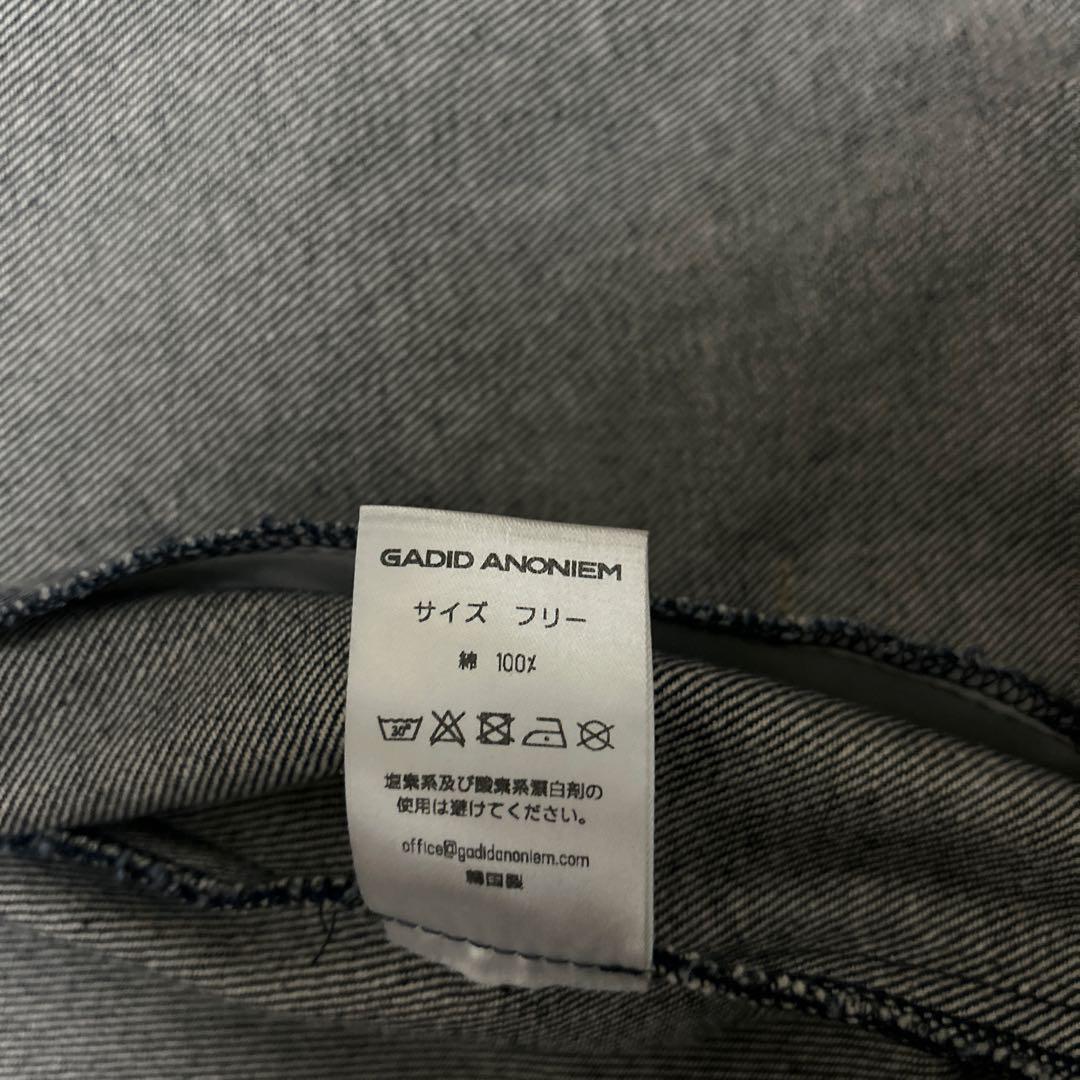 GADID ANONIEM
サイズ フリー
綿 100%
30°
塩素系及び酸素系漂白剤の
使用は避けてください。
office@gadidanoniem.com
韓国製